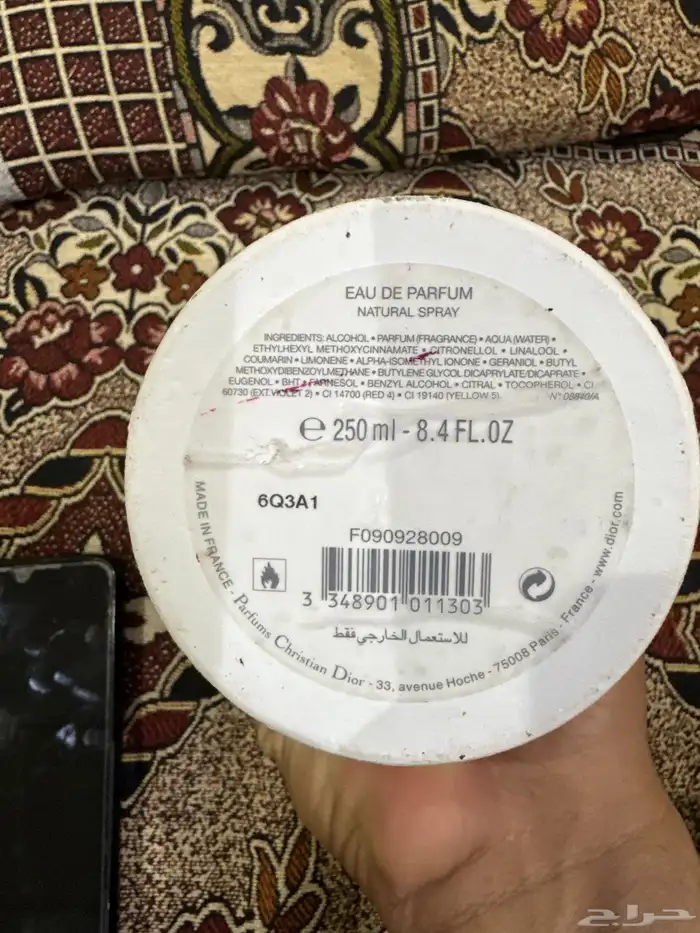 EAU DE PARFUM
NATURAL SPRAY
INGREDIENTS: ALCOHOL • PARFUM (FRAGRANCE) • AQUA (WATER) •
ETHYLHEXYL METHOXYCINNAMATE • CITRONELLOL • LINALOOL •
COUMARIN • LIMONENE • ALPHA-ISOMETHYL IONONE • GERANIOL • BUTYL
METHOXYDIBENZOYLMETHANE • BUTYLENE GLYCOL DICAPRYLATE/DICAPRATE •
EUGENOL • BHT • FARNESOL • BENZYL ALCOHOL • CITRAL • TOCOPHEROL • CI
60730 (EXT. VIOLET 2) • CI 14700 (RED 4) • CI 19140 (YELLOW 5).
e 250 ml - 8.4 FL.OZ
6Q3A1
F090928009
3 348901 011303
للاستعمال الخارجي فقط
MADE IN FRANCE - Parfums Christian Dior - 33, avenue Hoche - 75008 Paris - France - www.dior.com
حراج